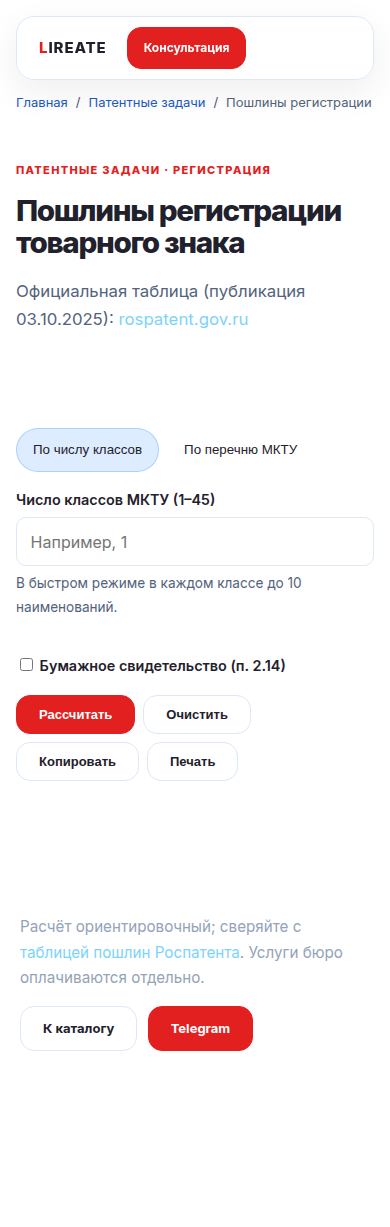 LIREATE
Консультация
Главная / Патентные задачи / Пошлины регистрации
ПАТЕНТНЫЕ ЗАДАЧИ · РЕГИСТРАЦИЯ
Пошлины регистрации
товарного знака
Официальная таблица (публикация
03.10.2025): rospatent.gov.ru
По числу классов По перечню МКТУ
Число классов МКТУ (1–45)
Например, 1
В быстром режиме в каждом классе до 10
наименований.
Бумажное свидетельство (п. 2.14)
Рассчитать Очистить
Копировать Печать
Расчёт ориентировочный; сверяйте с
таблицей пошлин Роспатента. Услуги бюро
оплачиваются отдельно.
К каталогу Telegram